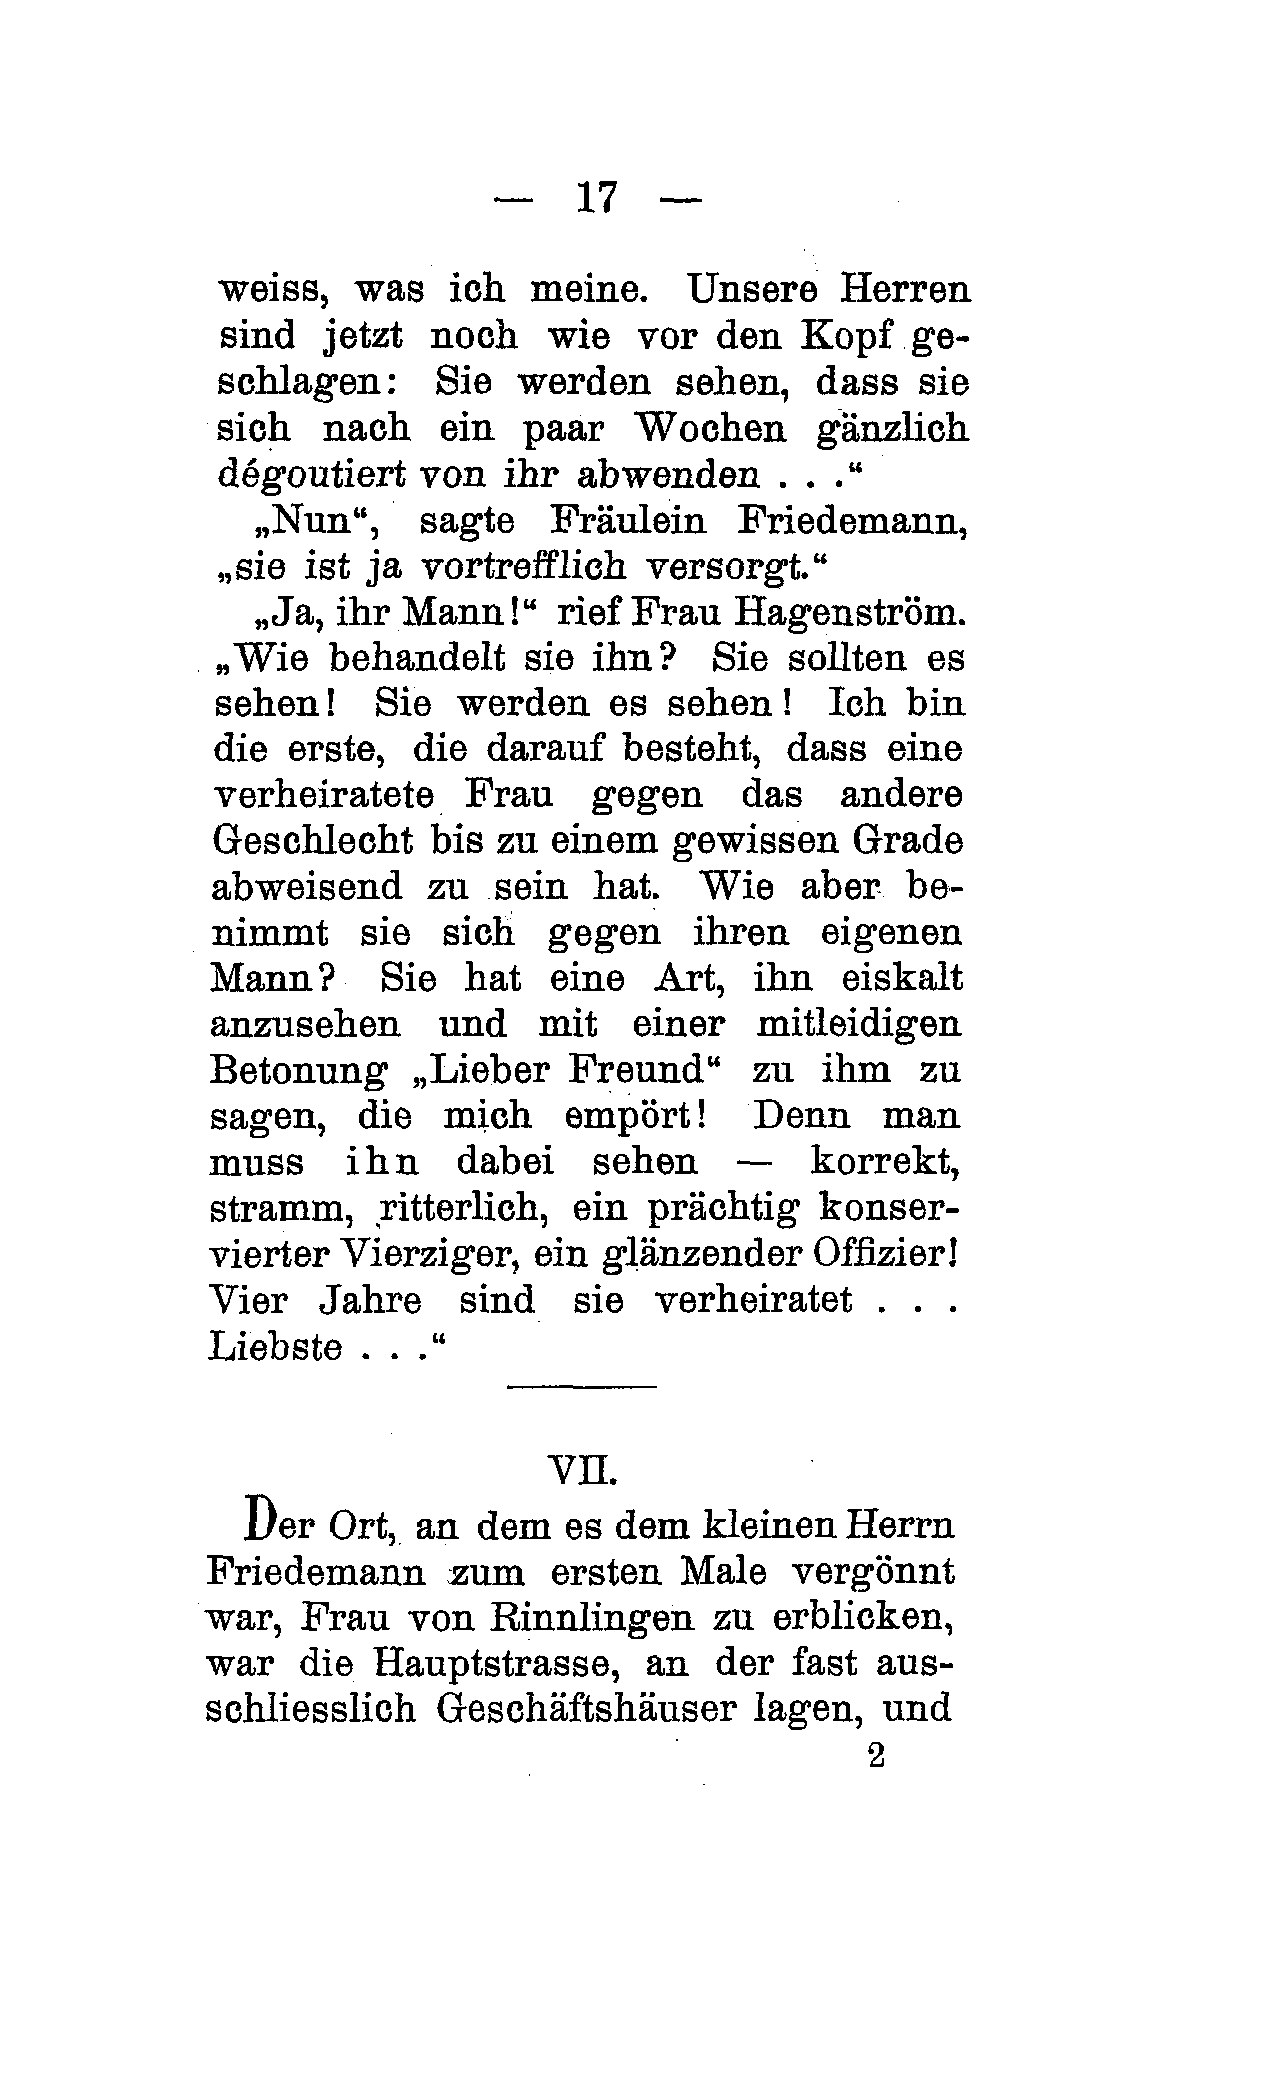 — 17 —
weiss, was ich meine. Unsere Herren
sind jetzt noch wie vor den Kopf ge-
schlagen: Sie werden sehen, dass sie
sich nach ein paar Wochen gänzlich
dégoutiert von ihr abwenden . . .“
„Nun“, sagte Fräulein Friedemann,
„sie ist ja vortrefflich versorgt.“
„Ja, ihr Mann!“ rief Frau Hagenström.
„Wie behandelt sie ihn? Sie sollten es
sehen! Sie werden es sehen! Ich bin
die erste, die darauf besteht, dass eine
verheiratete Frau gegen das andere
Geschlecht bis zu einem gewissen Grade
abweisend zu sein hat. Wie aber be-
nimmt sie sich gegen ihren eigenen
Mann? Sie hat eine Art, ihn eiskalt
anzusehen und mit einer mitleidigen
Betonung „Lieber Freund“ zu ihm zu
sagen, die mich empört! Denn man
muss ihn dabei sehen — korrekt,
stramm, ritterlich, ein prächtig konser-
vierter Vierziger, ein glänzender Offizier!
Vier Jahre sind sie verheiratet . . .
Liebste . . .“
VII.
Der Ort, an dem es dem kleinen Herrn
Friedemann zum ersten Male vergönnt
war, Frau von Rinnlingen zu erblicken,
war die Hauptstrasse, an der fast aus-
schliesslich Geschäftshäuser lagen, und
2